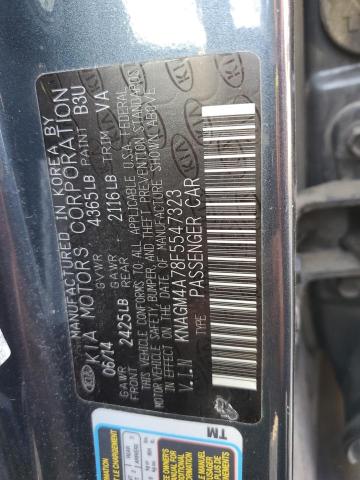 MANUFACTURED IN KOREA BY
KIA MOTORS CORPORATION
06/14 GVWR 4365LB PAINT B3U
GAWR FRONT 2425LB GAWR REAR 2116LB TRIM VA
THIS VEHICLE CONFORMS TO ALL APPLICABLE U.S.A. FEDERAL
MOTOR VEHICLE SAFETY, BUMPER, AND THEFT PREVENTION STANDARDS
IN EFFECT ON THE DATE OF MANUFACTURE SHOWN ABOVE.
V.I.N KNAGM4A78F5547323
TYPE PASSENGER CAR
TM